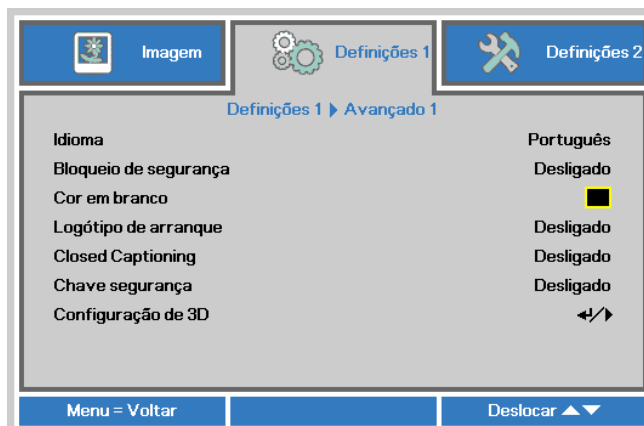 Imagem Definições 1 Definições 2
Definições 1 Avançado 1
Idioma Português
Bloqueio de segurança Desligado
Cor em branco
Logótipo de arranque Desligado
Closed Captioning Desligado
Chave segurança Desligado
Configuração de 3D
Menu = Voltar Deslocar